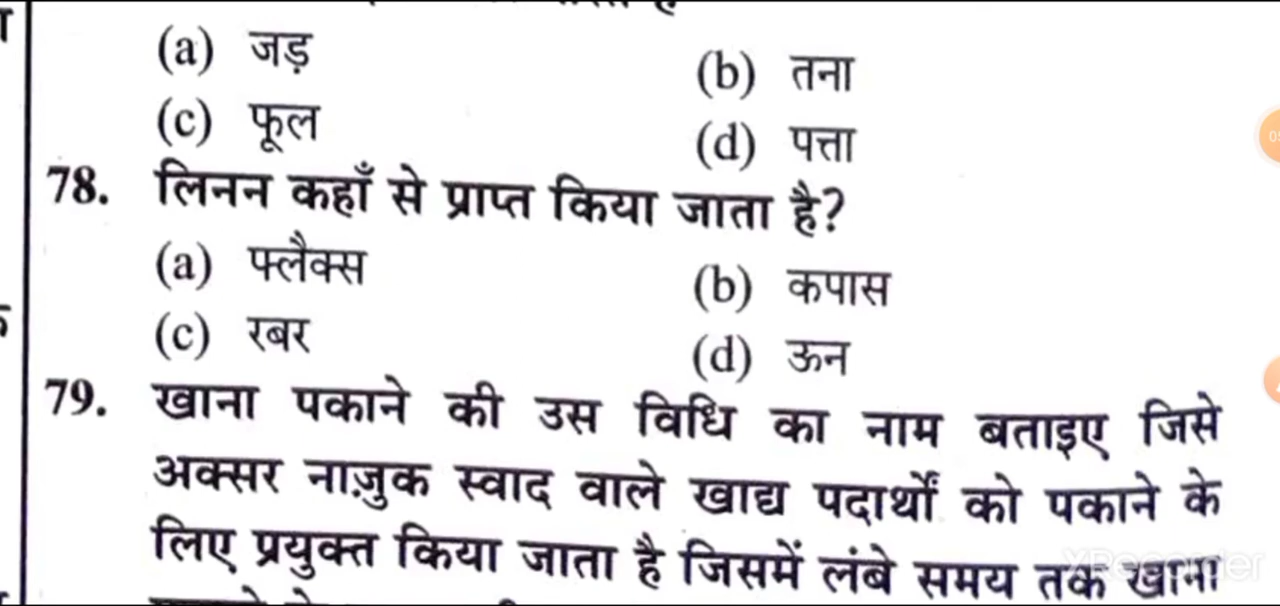 (a) जड़ (b) तना
(c) फूल (d) पत्ता
78. लिनन कहाँ से प्राप्त किया जाता है?
(a) फ्लैक्स (b) कपास
(c) रबर (d) ऊन
79. खाना पकाने की उस विधि का नाम बताइए जिसे
अक्सर नाज़ुक स्वाद वाले खाद्य पदार्थों को पकाने के
लिए प्रयुक्त किया जाता है जिसमें लंबे समय तक खाना
XRecorder